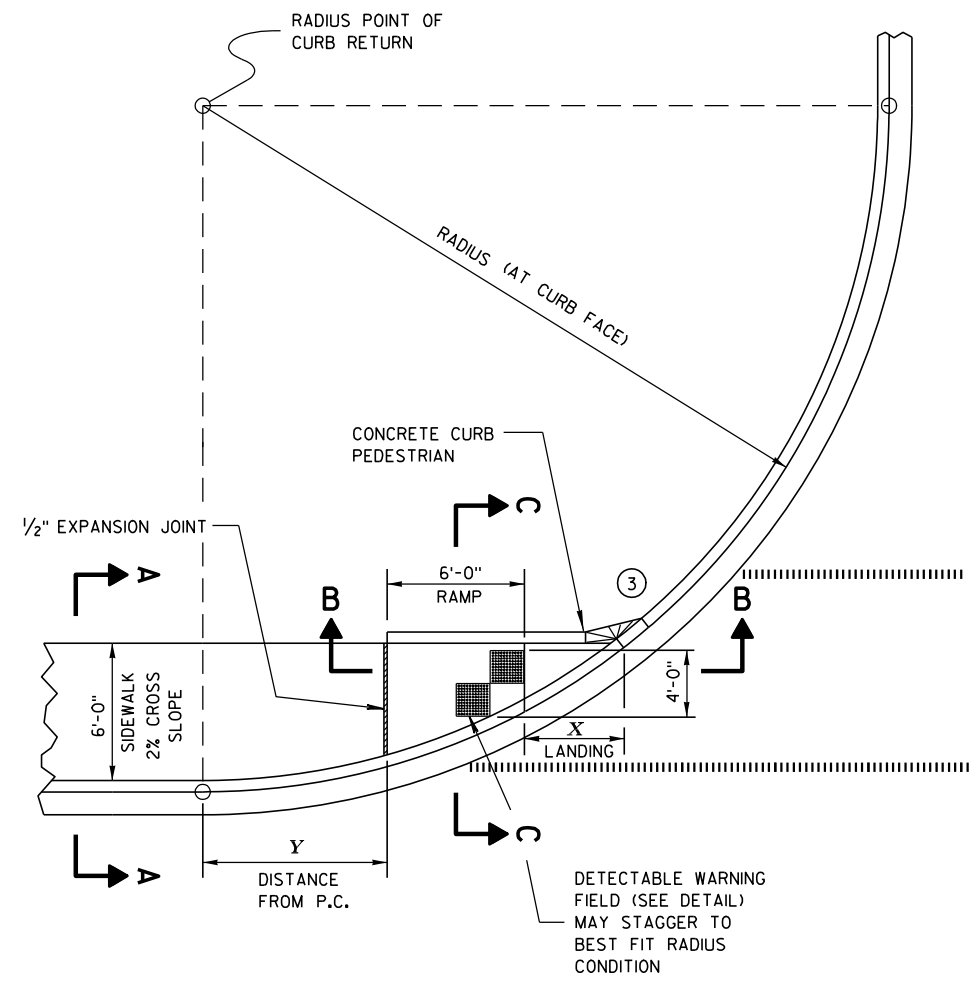 RADIUS POINT OF
CURB RETURN
RADIUS (AT CURB FACE)
CONCRETE CURB
PEDESTRIAN
C
1/2" EXPANSION JOINT
A
6'-0"
RAMP
3
B
B
6'-0"
SIDEWALK
2% CROSS
SLOPE
4'-0"
X
LANDING
C
Y
A
DISTANCE
FROM P.C.
DETECTABLE WARNING
FIELD (SEE DETAIL)
MAY STAGGER TO
BEST FIT RADIUS
CONDITION